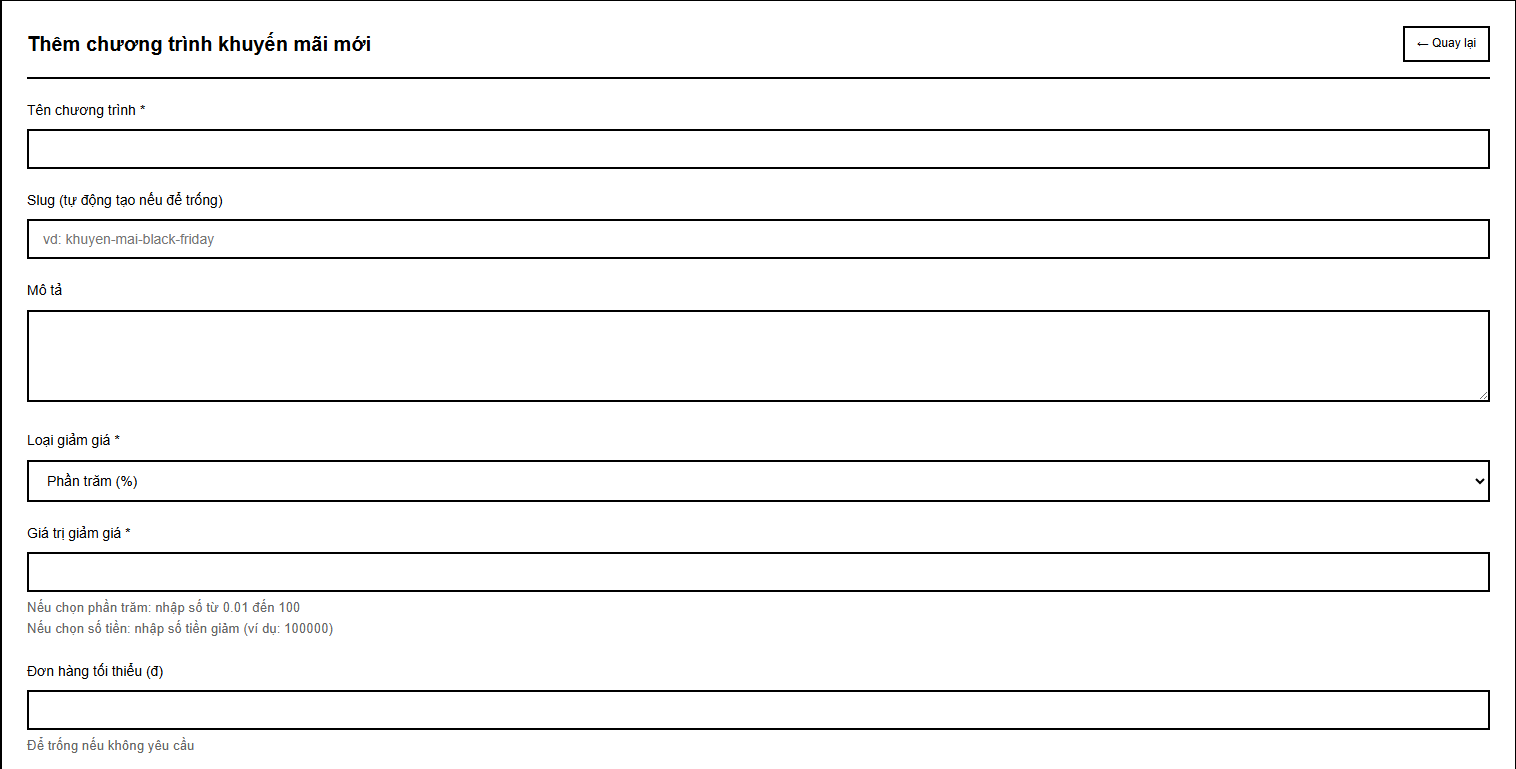 Thêm chương trình khuyến mãi mới
← Quay lại
Tên chương trình *
Slug (tự động tạo nếu để trống)
vd: khuyen-mai-black-friday
Mô tả
Loại giảm giá *
Phần trăm (%)
Giá trị giảm giá *
Nếu chọn phần trăm: nhập số từ 0.01 đến 100
Nếu chọn số tiền: nhập số tiền giảm (ví dụ: 100000)
Đơn hàng tối thiểu (đ)
Để trống nếu không yêu cầu